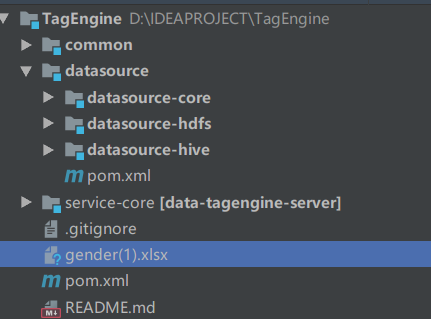 TagEngine D:\IDEAPROJECT\TagEngine
common
datasource
datasource-core
datasource-hdfs
datasource-hive
m pom.xml
service-core [data-tagengine-server]
.gitignore
gender(1).xlsx
m pom.xml
M↓ README.md